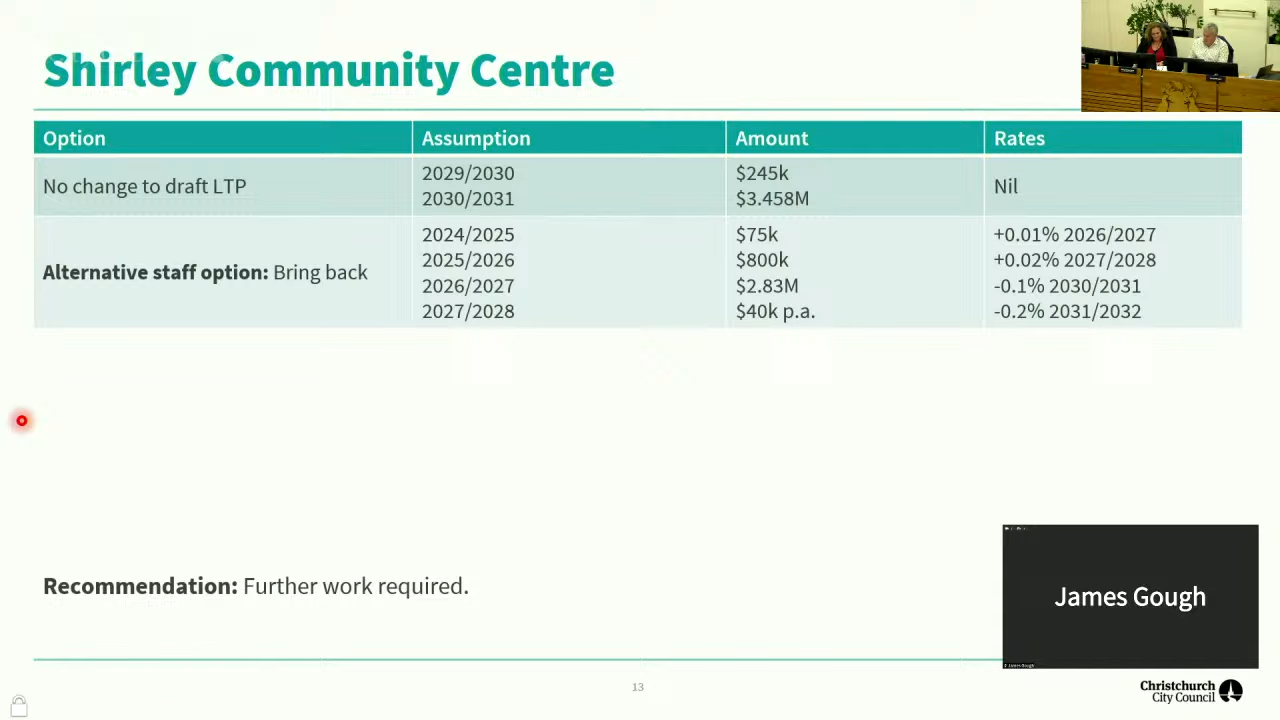 Shirley Community Centre
Option Assumption Amount Rates
No change to draft LTP
2029/2030
2030/2031
$245k
$3.458M
Nil
Alternative staff option: Bring back
2024/2025
2025/2026
2026/2027
2027/2028
$75k
$800k
$2.83M
$40k p.a.
+0.01% 2026/2027
+0.02% 2027/2028
-0.1% 2030/2031
-0.2% 2031/2032
Recommendation: Further work required.
James Gough
James Gough
13
Christchurch
City Council